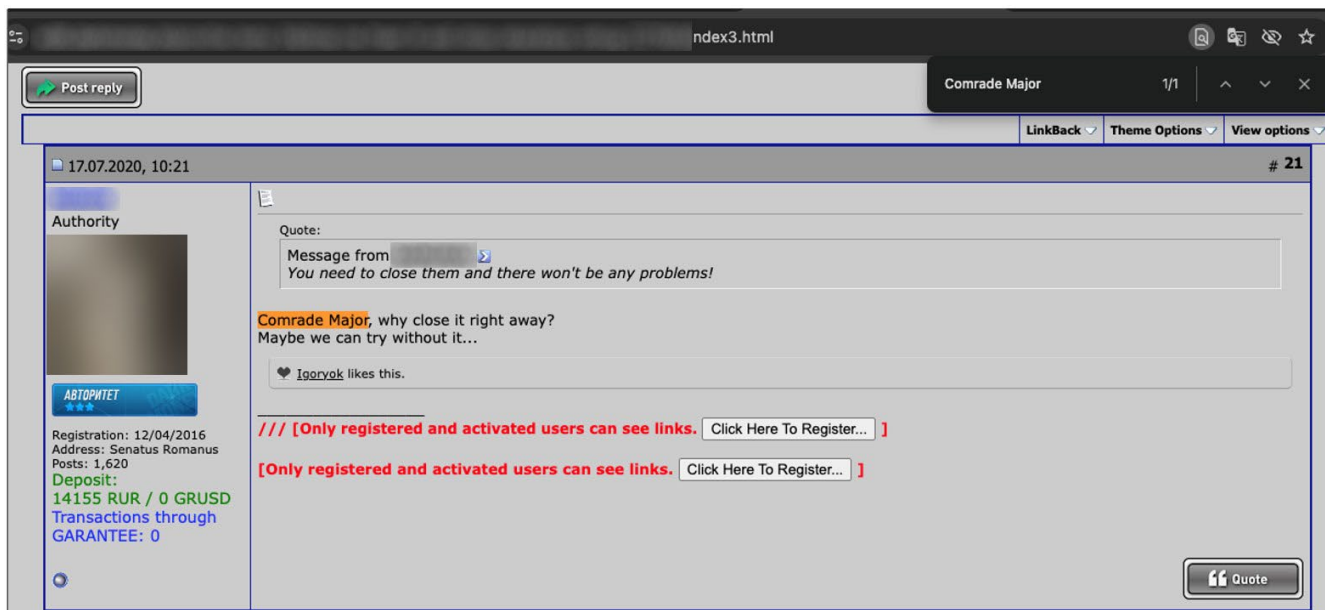 ndex3.html
Comrade Major 1/1
Post reply
LinkBack Theme Options View options
17.07.2020, 10:21 # 21
Authority
АВТОРИТЕТ
Registration: 12/04/2016
Address: Senatus Romanus
Posts: 1,620
Deposit:
14155 RUR / 0 GRUSD
Transactions through
GARANTEE: 0
Quote:
Message from
You need to close them and there won't be any problems!
Comrade Major, why close it right away?
Maybe we can try without it...
Igoryok likes this.
/// [Only registered and activated users can see links. Click Here To Register... ]
[Only registered and activated users can see links. Click Here To Register... ]
Quote